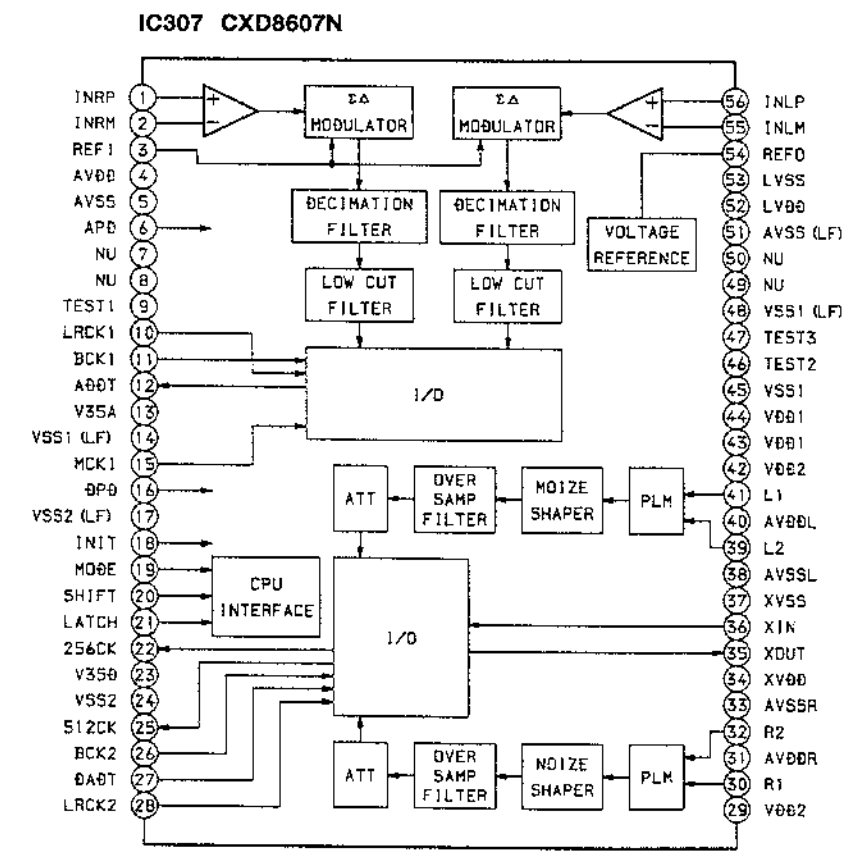 IC307 CXD8607N
INRP 1
INRM 2
REF1 3
AVDD 4
AVSS 5
APD 6
NU 7
NU 8
TEST1 9
LRCK1 10
BCK1 11
ADDT 12
V35A 13
VSS1 (LF) 14
MCK1 15
DPD 16
VSS2 (LF) 17
INIT 18
MODE 19
SHIFT 20
LATCH 21
256CK 22
V35D 23
VSS2 24
512CK 25
BCK2 26
DADT 27
LRCK2 28
+
−
ΣΔ
MODULATOR
ΣΔ
MODULATOR
+
−
DECIMATION
FILTER
DECIMATION
FILTER
VOLTAGE
REFERENCE
LOW CUT
FILTER
LOW CUT
FILTER
I/O
ATT
OVER
SAMP
FILTER
MOIZE
SHAPER
PLM
CPU
INTERFACE
I/O
ATT
OVER
SAMP
FILTER
NOIZE
SHAPER
PLM
56 INLP
55 INLM
54 REFO
53 LVSS
52 LVDD
51 AVSS (LF)
50 NU
49 NU
48 VSS1 (LF)
47 TEST3
46 TEST2
45 VSS1
44 VDD1
43 VDD1
42 VDD2
41 L1
40 AVDDL
39 L2
38 AVSSL
37 XVSS
36 XIN
35 XOUT
34 XVDD
33 AVSSR
32 R2
31 AVDDR
30 R1
29 VDD2